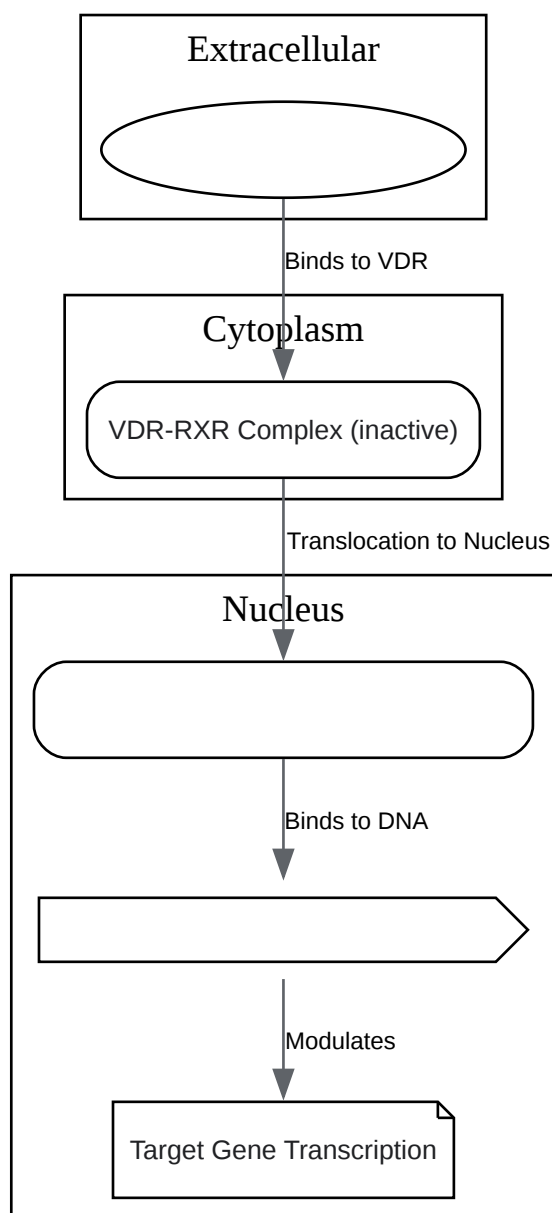 Extracellular
Binds to VDR
Cytoplasm
VDR-RXR Complex (inactive)
Translocation to Nucleus
Nucleus
Binds to DNA
Modulates
Target Gene Transcription